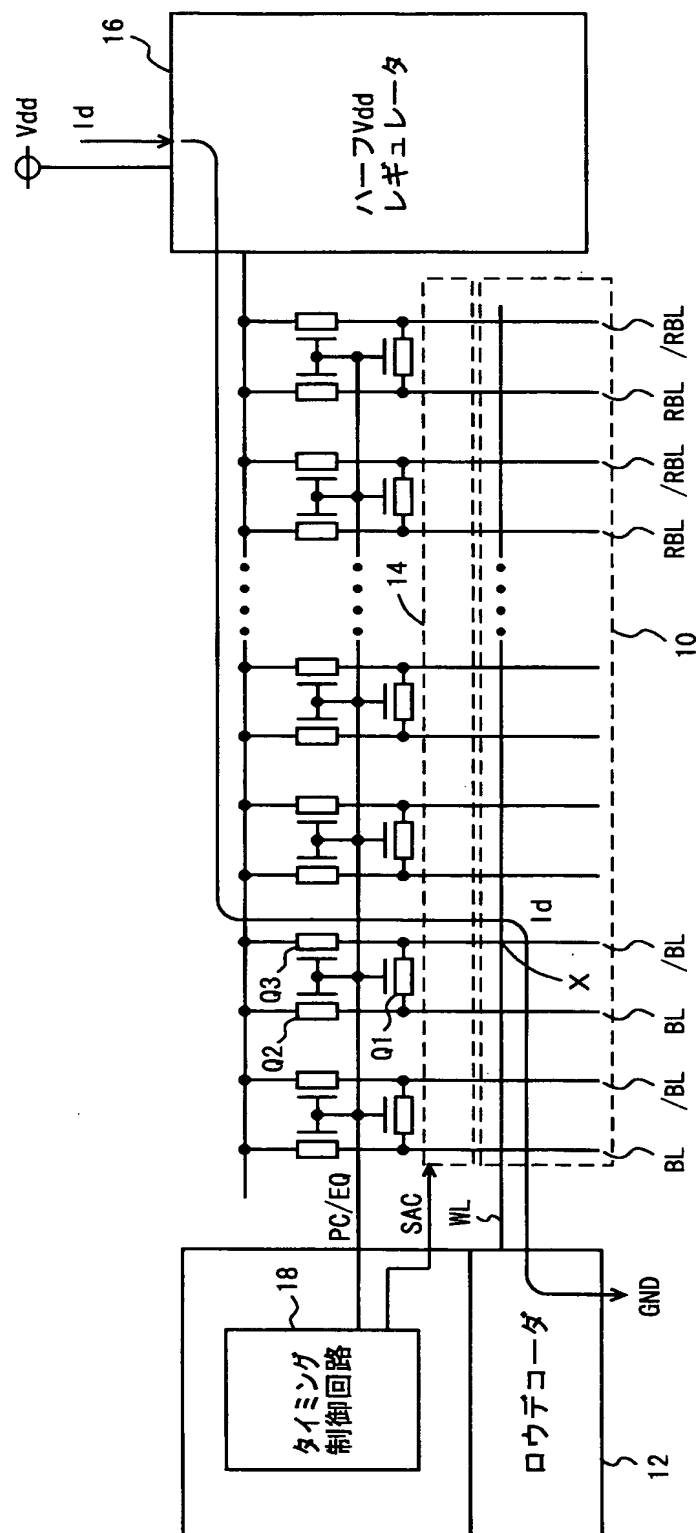 Vdd
Id
16
ハーフVdd
レギュレータ
18
タイミング
制御回路
PC/EQ
SAC
WL
Q2
Q3
Q1
14
Id
X
ロウデコーダ
12
GND
BL
/BL
BL
/BL
RBL
/RBL
RBL
/RBL
10